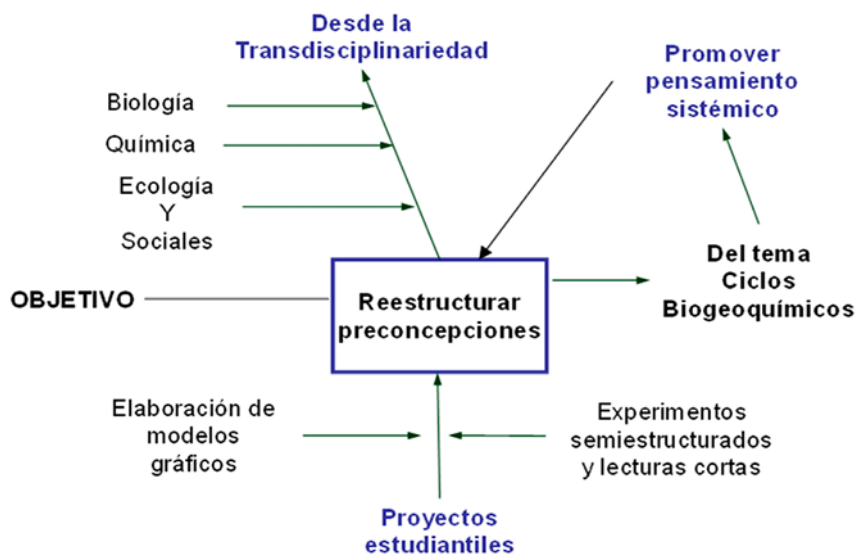 Desde la
Transdisciplinariedad
Promover
pensamiento
sistémico
Biología
Química
Ecología
Y
Sociales
OBJETIVO
Reestructurar
preconcepciones
Del tema
Ciclos
Biogeoquímicos
Elaboración de
modelos
gráficos
Experimentos
semiestructurados
y lecturas cortas
Proyectos
estudiantiles